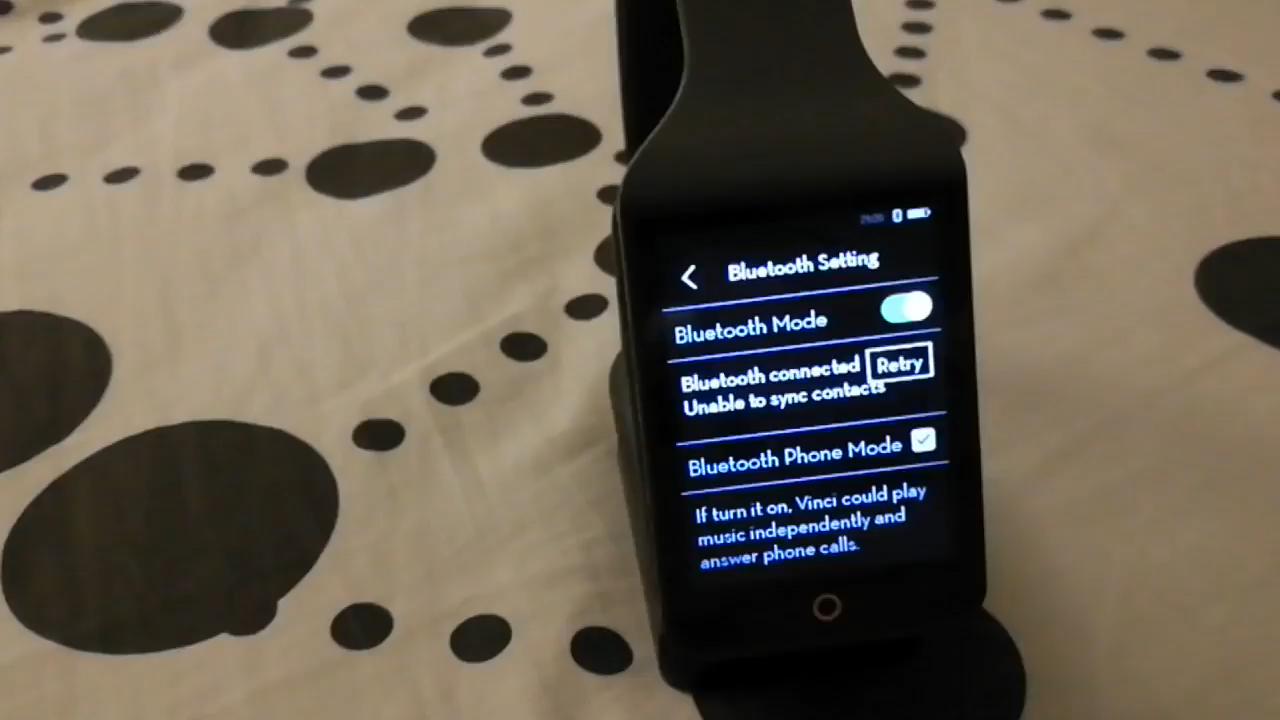 Bluetooth Setting
Bluetooth Mode
Bluetooth connected Retry
Unable to sync contacts
Bluetooth Phone Mode
If turn it on, Vinci could play
music independently and
answer phone calls.